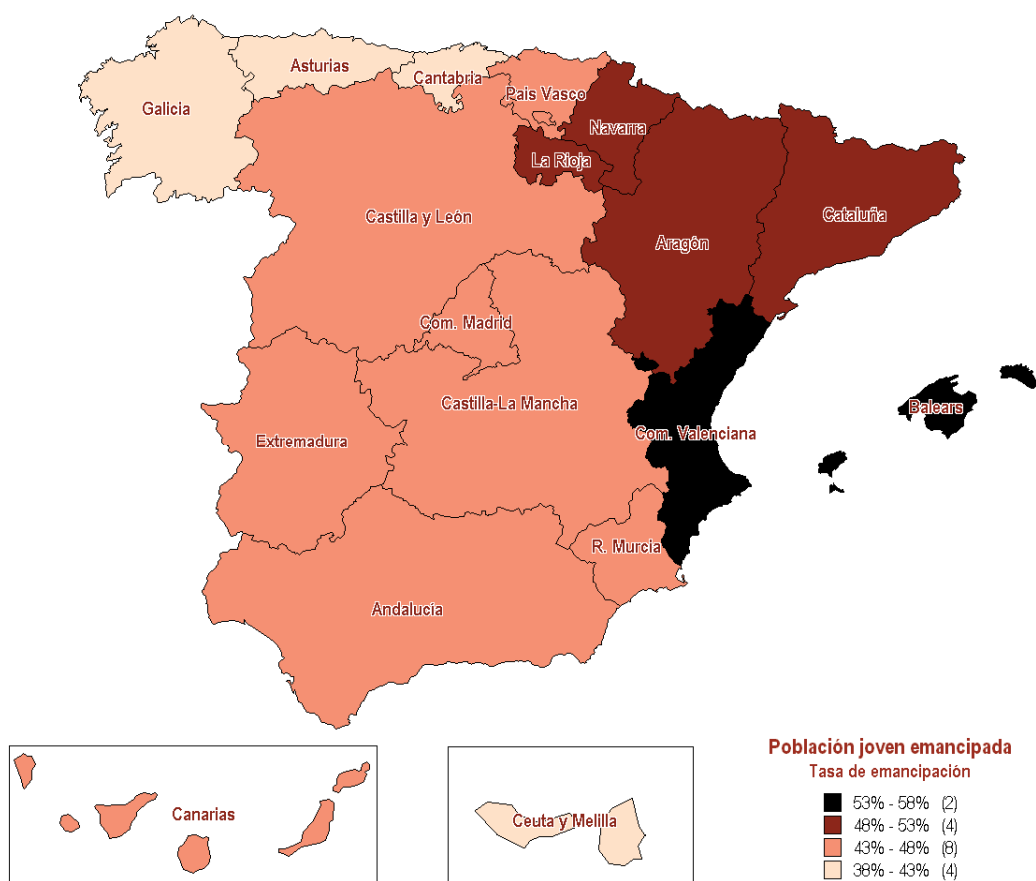 Asturias
Cantabria
Pais Vasco
Galicia
Navarra
La Rioja
Castilla y León
Cataluña
Aragón
Com. Madrid
Castilla-La Mancha
Balears
Com. Valenciana
Extremadura
R. Murcia
Andalucía
Canarias
Ceuta y Melilla
Población joven emancipada
Tasa de emancipación
53% - 58% (2)
48% - 53% (4)
43% - 48% (8)
38% - 43% (4)